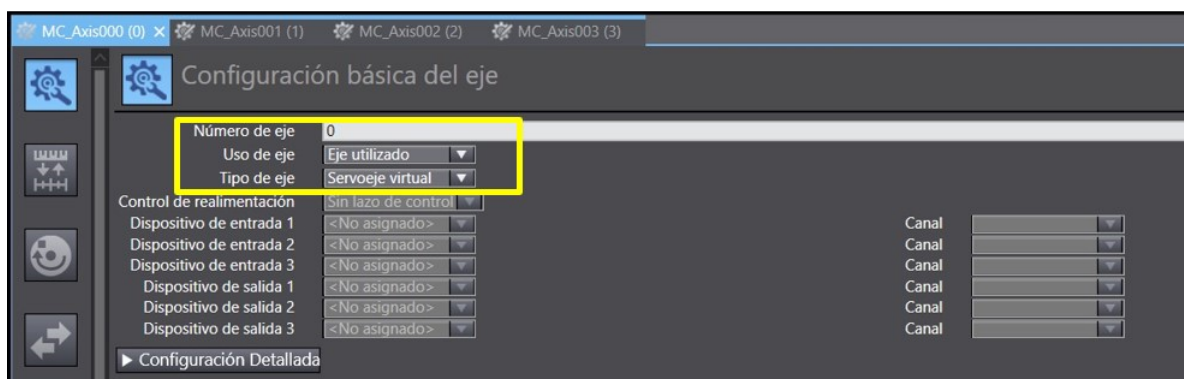 MC_Axis000 (0) × MC_Axis001 (1) MC_Axis002 (2) MC_Axis003 (3)
Configuración básica del eje
Número de eje 0
Uso de eje Eje utilizado
Tipo de eje Servoeje virtual
Control de realimentación Sin lazo de control
Dispositivo de entrada 1 <No asignado> Canal
Dispositivo de entrada 2 <No asignado> Canal
Dispositivo de entrada 3 <No asignado> Canal
Dispositivo de salida 1 <No asignado> Canal
Dispositivo de salida 2 <No asignado> Canal
Dispositivo de salida 3 <No asignado> Canal
Configuración Detallada